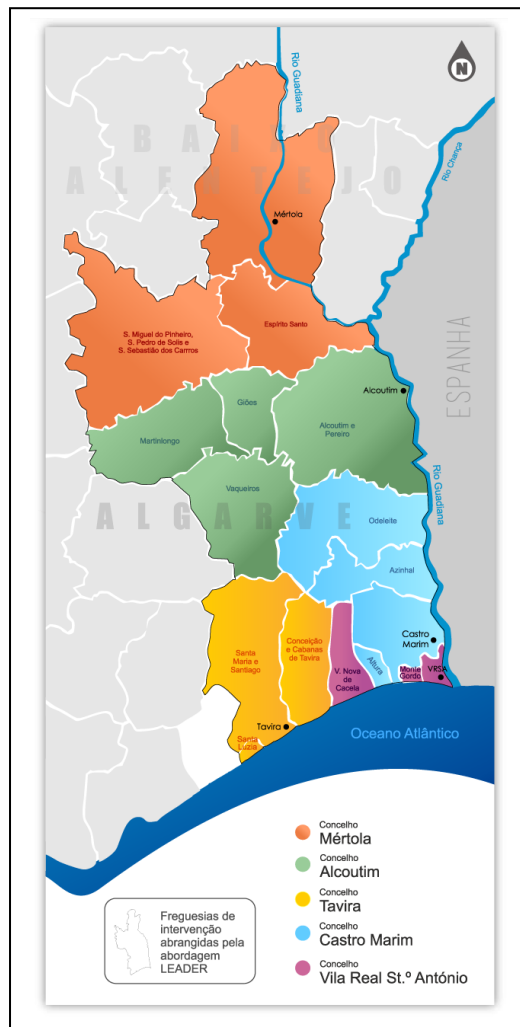 N
Rio Guadiana
BAIXO
ALENTEJO
Rio Chança
Mértola
ESPANHA
S. Miguel do Pinheiro,
S. Pedro de Solis e
S. Sebastião dos Carrros
Espírito Santo
Alcoutim
Giões
Martinlongo
Alcoutim e
Pereiro
Rio Guadiana
Vaqueiros
ALGARVE
Odeleite
Azinhal
Castro
Marim
Santa
Maria e
Santiago
Conceição
e Cabanas
de Tavira
V. Nova
de
Cacela
Altura
Monte
Gordo
VRSA
Tavira
Santa
Luzia
Oceano Atlântico
Concelho
Mértola
Concelho
Alcoutim
Concelho
Tavira
Concelho
Castro Marim
Concelho
Vila Real St.º António
Freguesias de
intervenção
abrangidas pela
abordagem
LEADER